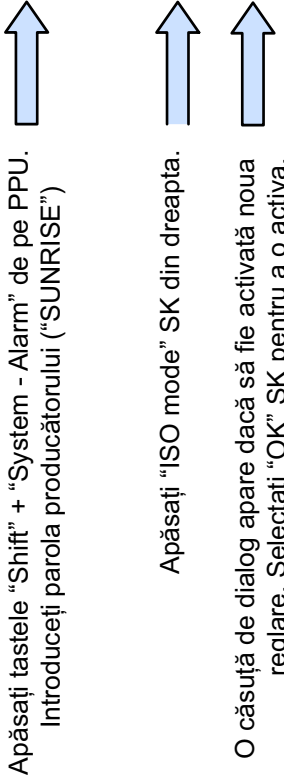 Apăsați tastele “Shift” + “System - Alarm” de pe PPU.
Introduceți parola producătorului (“SUNRISE”)
Apăsați “ISO mode” SK din dreapta.
O căsuță de dialog apare dacă să fie activată noua
reglare. Selectați “OK” SK pentru a o activa.